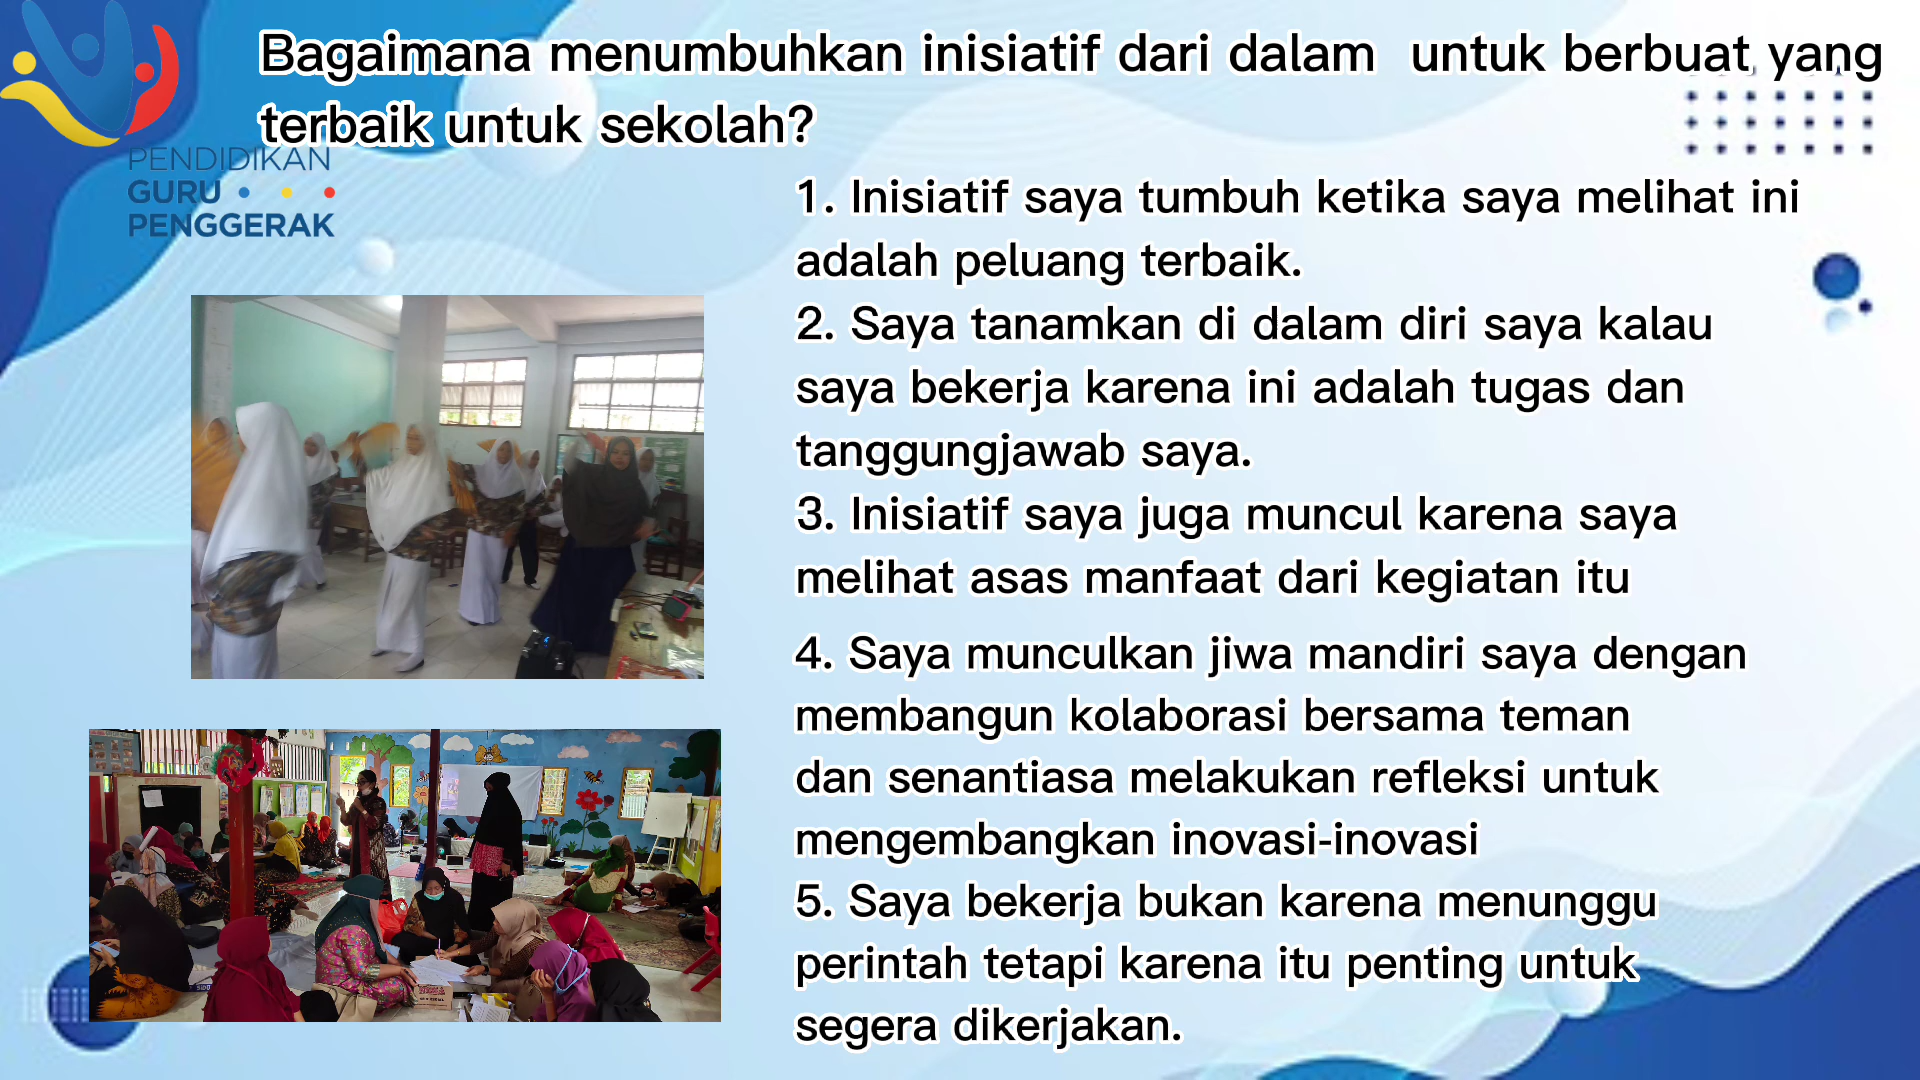 Bagaimana menumbuhkan inisiatif dari dalam  untuk berbuat yang
terbaik untuk sekolah?
PENDIDIKAN
GURU
PENGGERAK
1. Inisiatif saya tumbuh ketika saya melihat ini
adalah peluang terbaik.
2. Saya tanamkan di dalam diri saya kalau
saya bekerja karena ini adalah tugas dan
tanggungjawab saya.
3. Inisiatif saya juga muncul karena saya
melihat asas manfaat dari kegiatan itu
4. Saya munculkan jiwa mandiri saya dengan
membangun kolaborasi bersama teman
dan senantiasa melakukan refleksi untuk
mengembangkan inovasi-inovasi
5. Saya bekerja bukan karena menunggu
perintah tetapi karena itu penting untuk
segera dikerjakan.